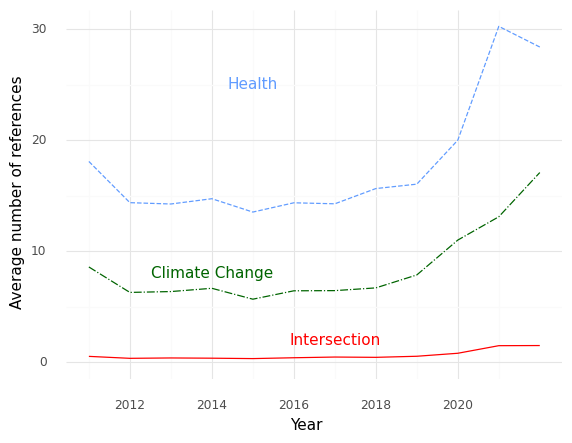 30
20
10
0
Average number of references
Health
Climate Change
Intersection
2012 2014 2016 2018 2020
Year